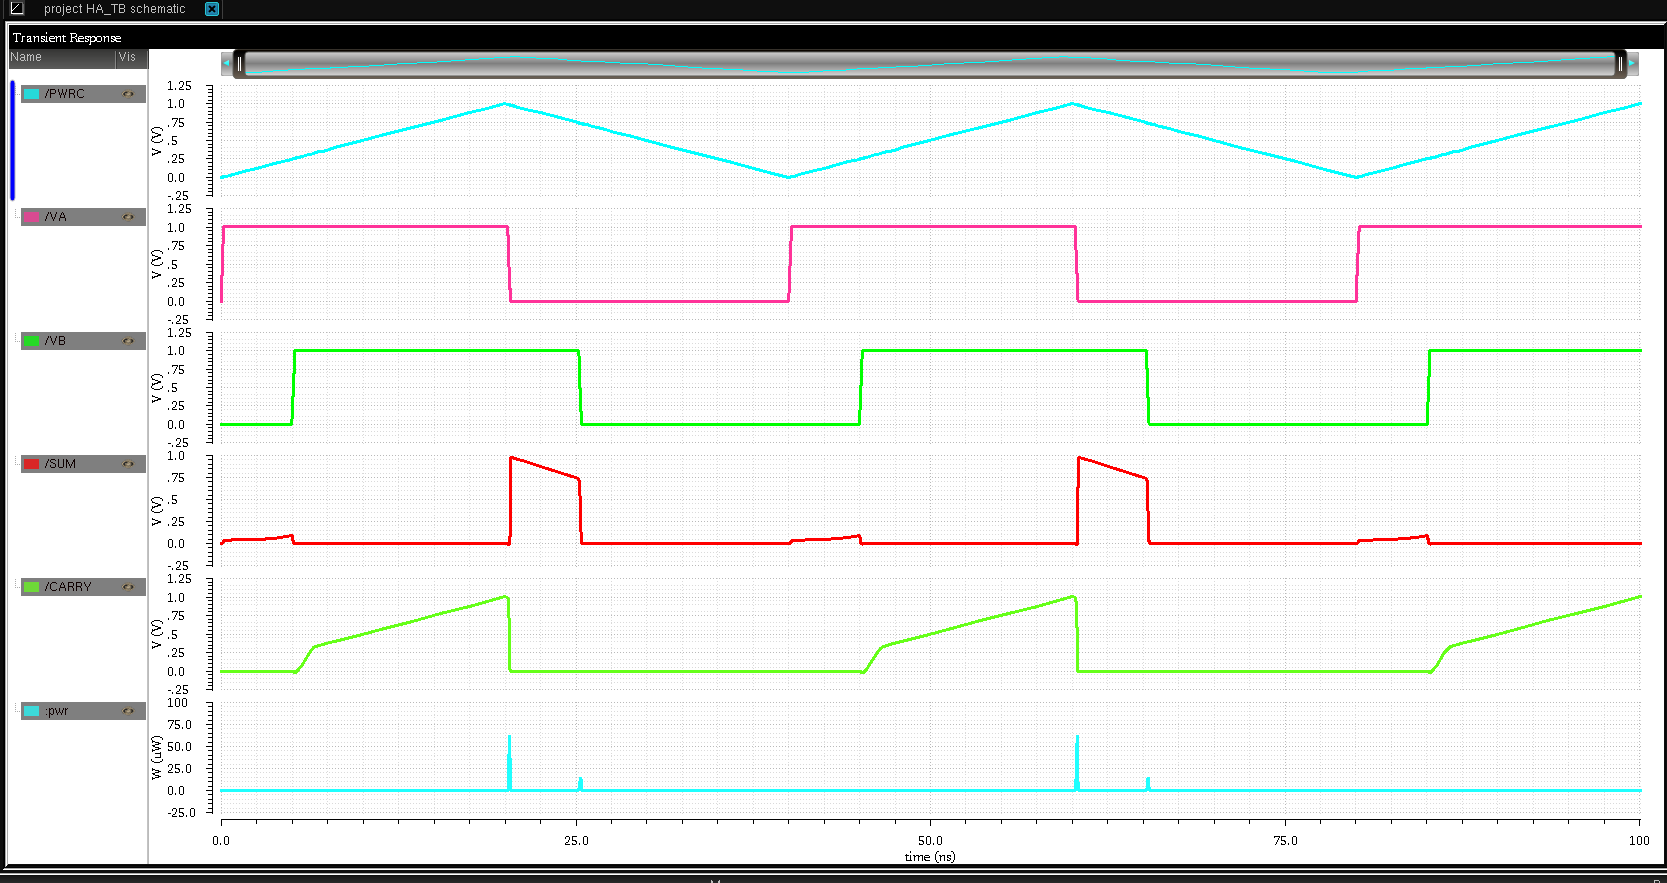 project HA_TB schematic
Transient Response
Name Vis
/PWRC
1.25
1.0
.75
.5
.25
0.0
-.25
V (V)
/VA
1.25
1.0
.75
.5
.25
0.0
-.25
V (V)
/VB
1.25
1.0
.75
.5
.25
0.0
-.25
V (V)
/SUM
1.0
.75
.5
.25
0.0
-.25
V (V)
/CARRY
1.25
1.0
.75
.5
.25
0.0
-.25
V (V)
:pwr
100
75.0
50.0
25.0
0.0
-25.0
W (uW)
0.0 25.0 50.0 75.0 100
time (ns)